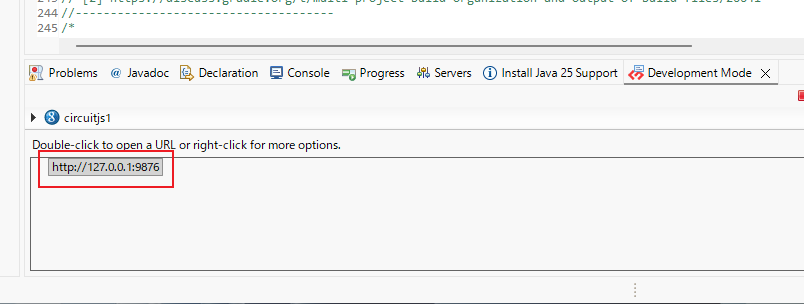 244 //-------------------------------------
245 /*
Problems @ Javadoc Declaration Console Progress Servers Install Java 25 Support Development Mode
circuitjs1
Double-click to open a URL or right-click for more options.
http://127.0.0.1:9876